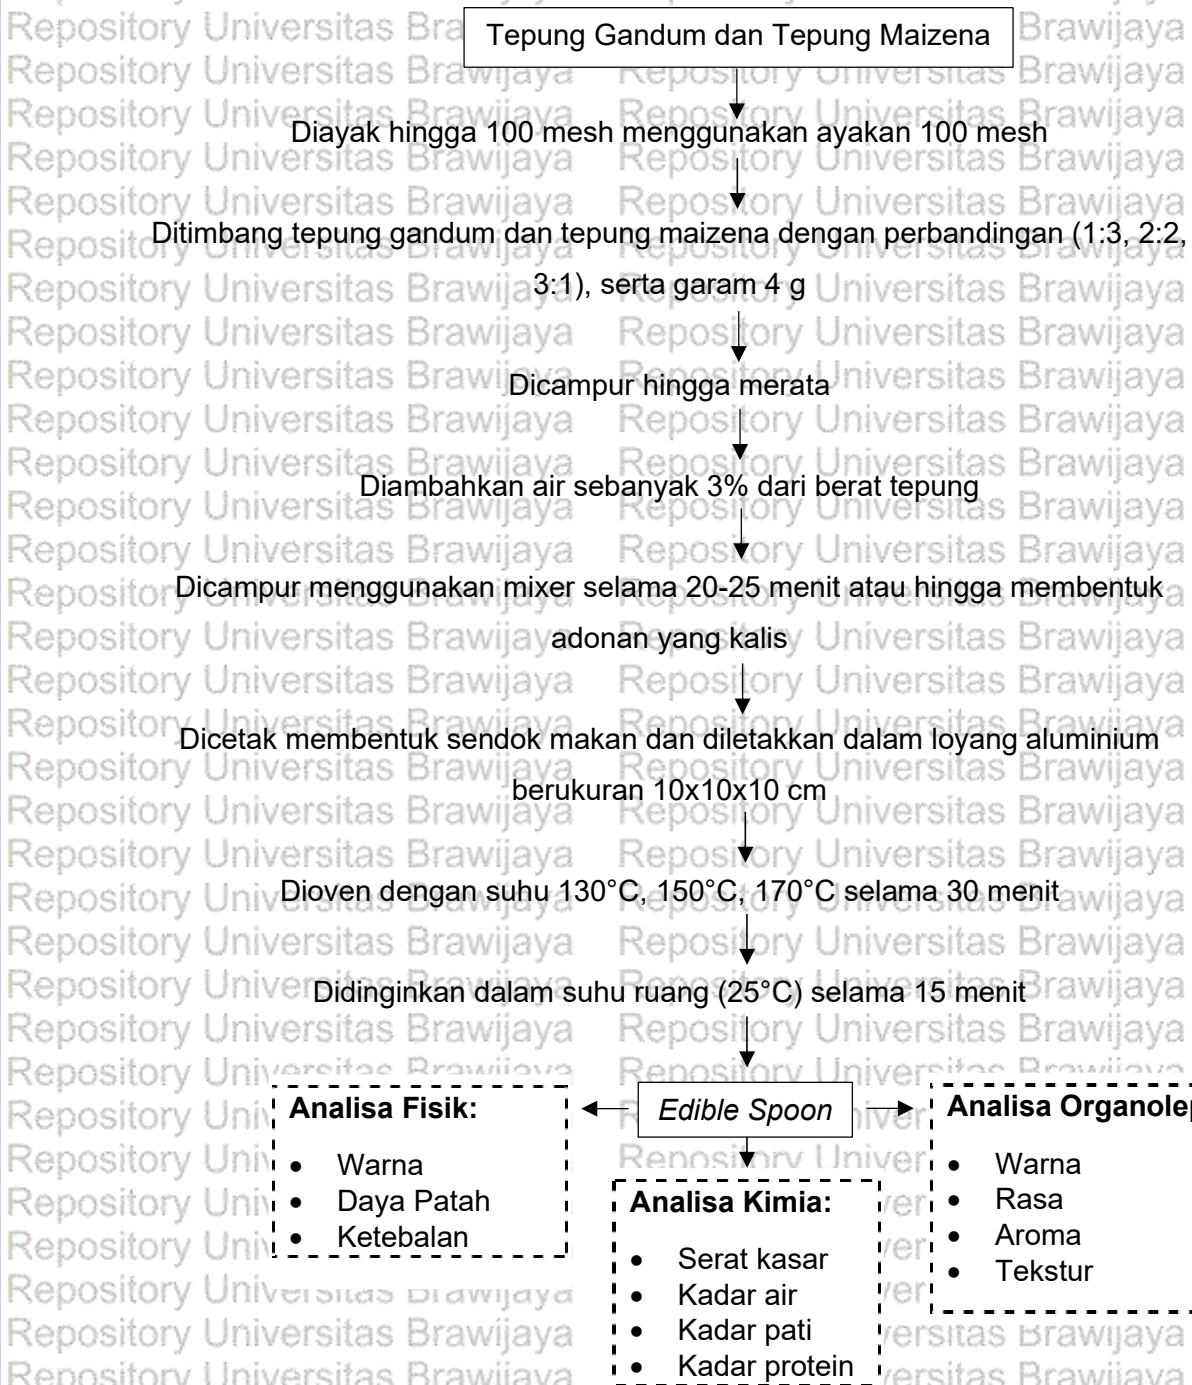 Tepung Gandum dan Tepung Maizena
Diayak hingga 100 mesh menggunakan ayakan 100 mesh
Ditimbang tepung gandum dan tepung maizena dengan perbandingan (1:3, 2:2,
3:1), serta garam 4 g
Dicampur hingga merata
Diambahkan air sebanyak 3% dari berat tepung
Dicampur menggunakan mixer selama 20-25 menit atau hingga membentuk
adonan yang kalis
Dicetak membentuk sendok makan dan diletakkan dalam loyang aluminium
berukuran 10x10x10 cm
Dioven dengan suhu 130°C, 150°C, 170°C selama 30 menit
Didinginkan dalam suhu ruang (25°C) selama 15 menit
Edible Spoon
Analisa Fisik:
• Warna
• Daya Patah
• Ketebalan
Analisa Kimia:
• Serat kasar
• Kadar air
• Kadar pati
• Kadar protein
Analisa
• Warna
• Rasa
• Aroma
• Tekstur
Repository Universitas Brawijaya